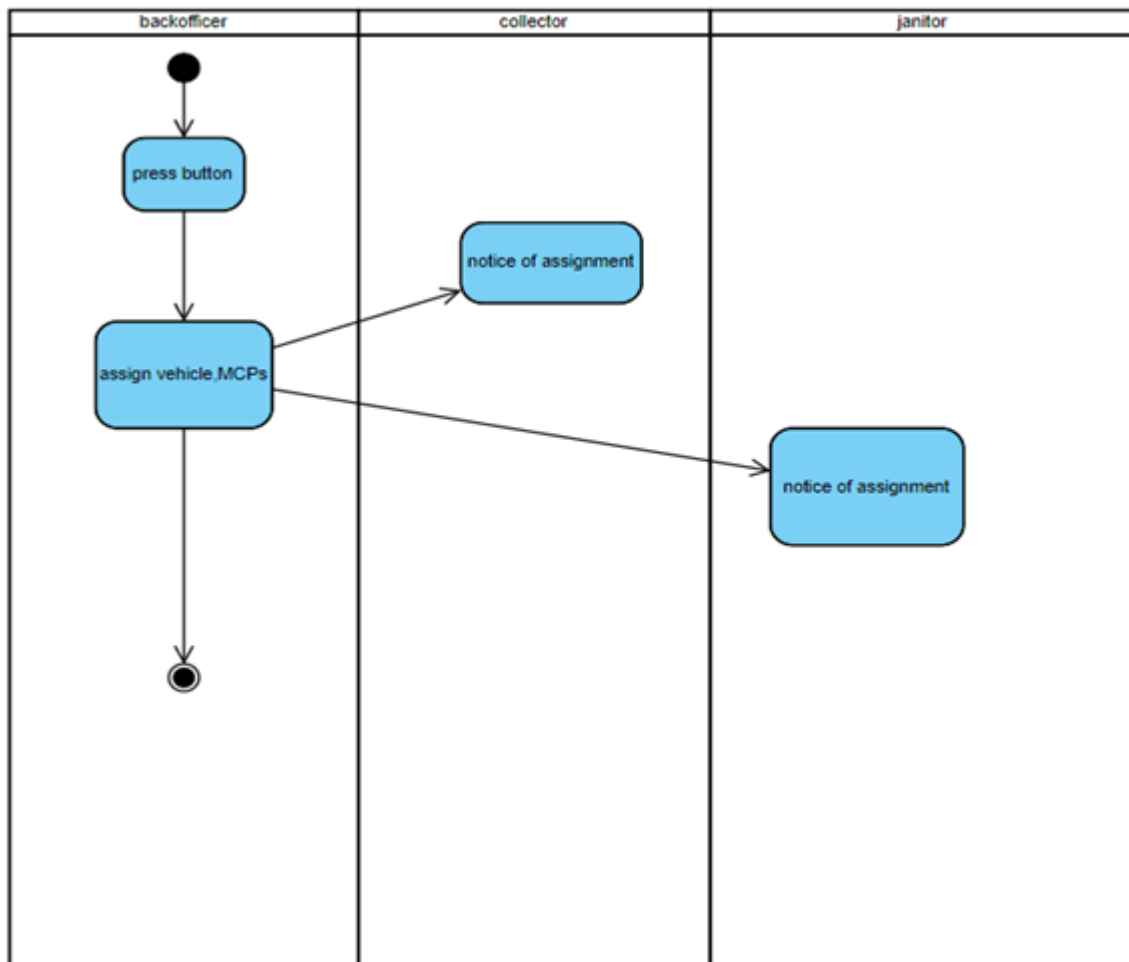 backofficer
collector
janitor
press button
notice of assignment
assign vehicle,MCPs
notice of assignment